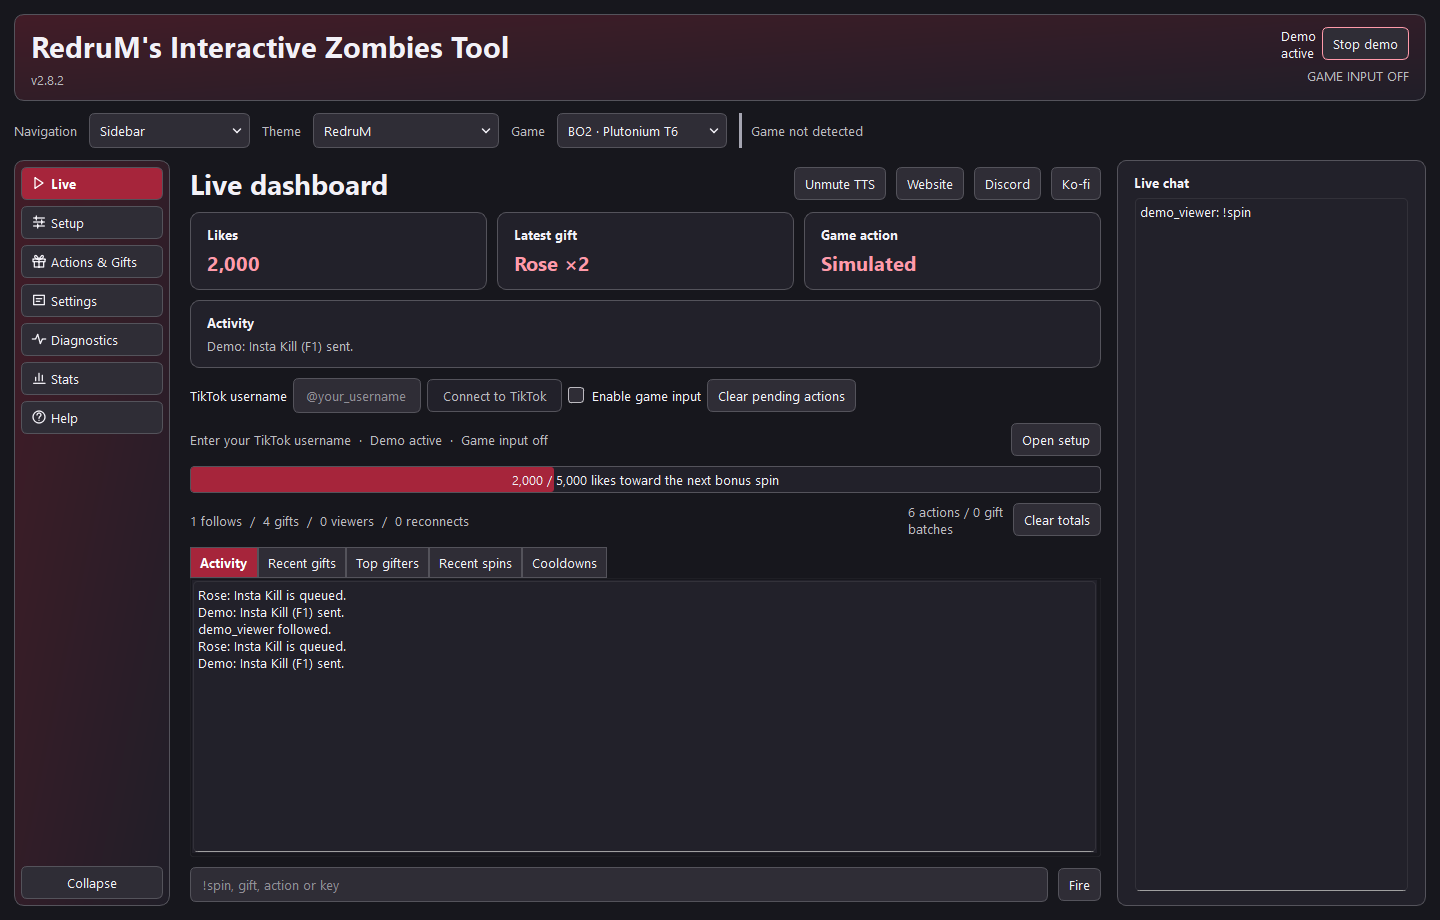 RedruM's Interactive Zombies Tool
v2.8.2
Demo active
Stop demo
GAME INPUT OFF
Navigation
Sidebar
Theme
RedruM
Game
BO2 · Plutonium T6
Game not detected
Live
Setup
Actions & Gifts
Settings
Diagnostics
Stats
Help
Collapse
Live dashboard
Unmute TTS
Website
Discord
Ko-fi
Likes
2,000
Latest gift
Rose ×2
Game action
Simulated
Activity
Demo: Insta Kill (F1) sent.
TikTok username
@your_username
Connect to TikTok
Enable game input
Clear pending actions
Enter your TikTok username · Demo active · Game input off
Open setup
2,000 / 5,000 likes toward the next bonus spin
1 follows / 4 gifts / 0 viewers / 0 reconnects
6 actions / 0 gift
batches
Clear totals
Activity
Recent gifts
Top gifters
Recent spins
Cooldowns
Rose: Insta Kill is queued.
Demo: Insta Kill (F1) sent.
demo_viewer followed.
Rose: Insta Kill is queued.
Demo: Insta Kill (F1) sent.
!spin, gift, action or key
Fire
Live chat
demo_viewer: !spin